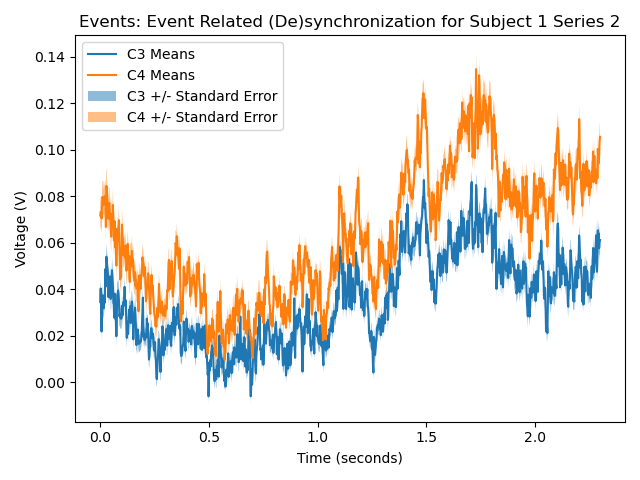 Events: Event Related (De)synchronization for Subject 1 Series 2
C3 Means
C4 Means
C3 +/- Standard Error
C4 +/- Standard Error
Voltage (V)
0.14
0.12
0.10
0.08
0.06
0.04
0.02
0.00
0.0 0.5 1.0 1.5 2.0
Time (seconds)